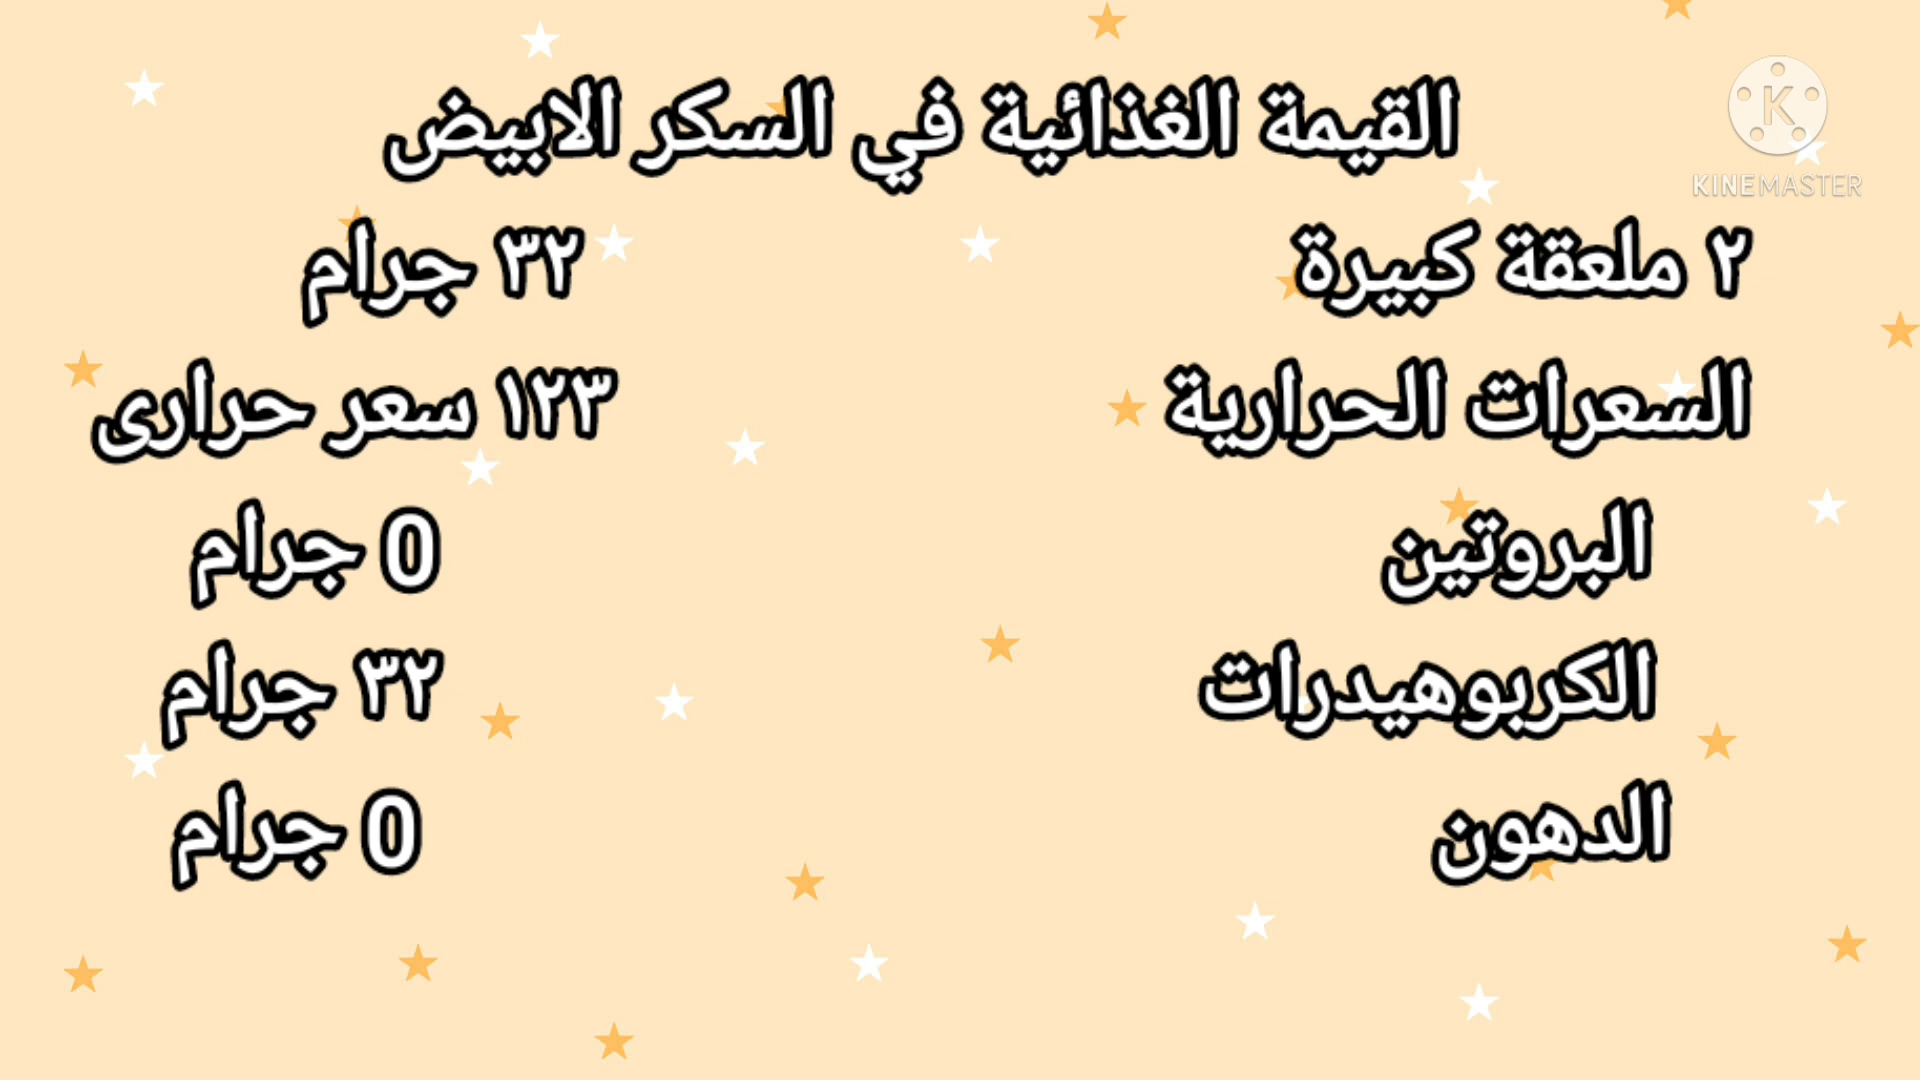 القيمة الغذائية في السكر الابيض
KINEMASTER
٢ ملعقة كبيرة ٣٢ جرام
السعرات الحرارية ١٢٣ سعر حرارى
البروتين 0 جرام
الكربوهيدرات ٣٢ جرام
الدهون 0 جرام